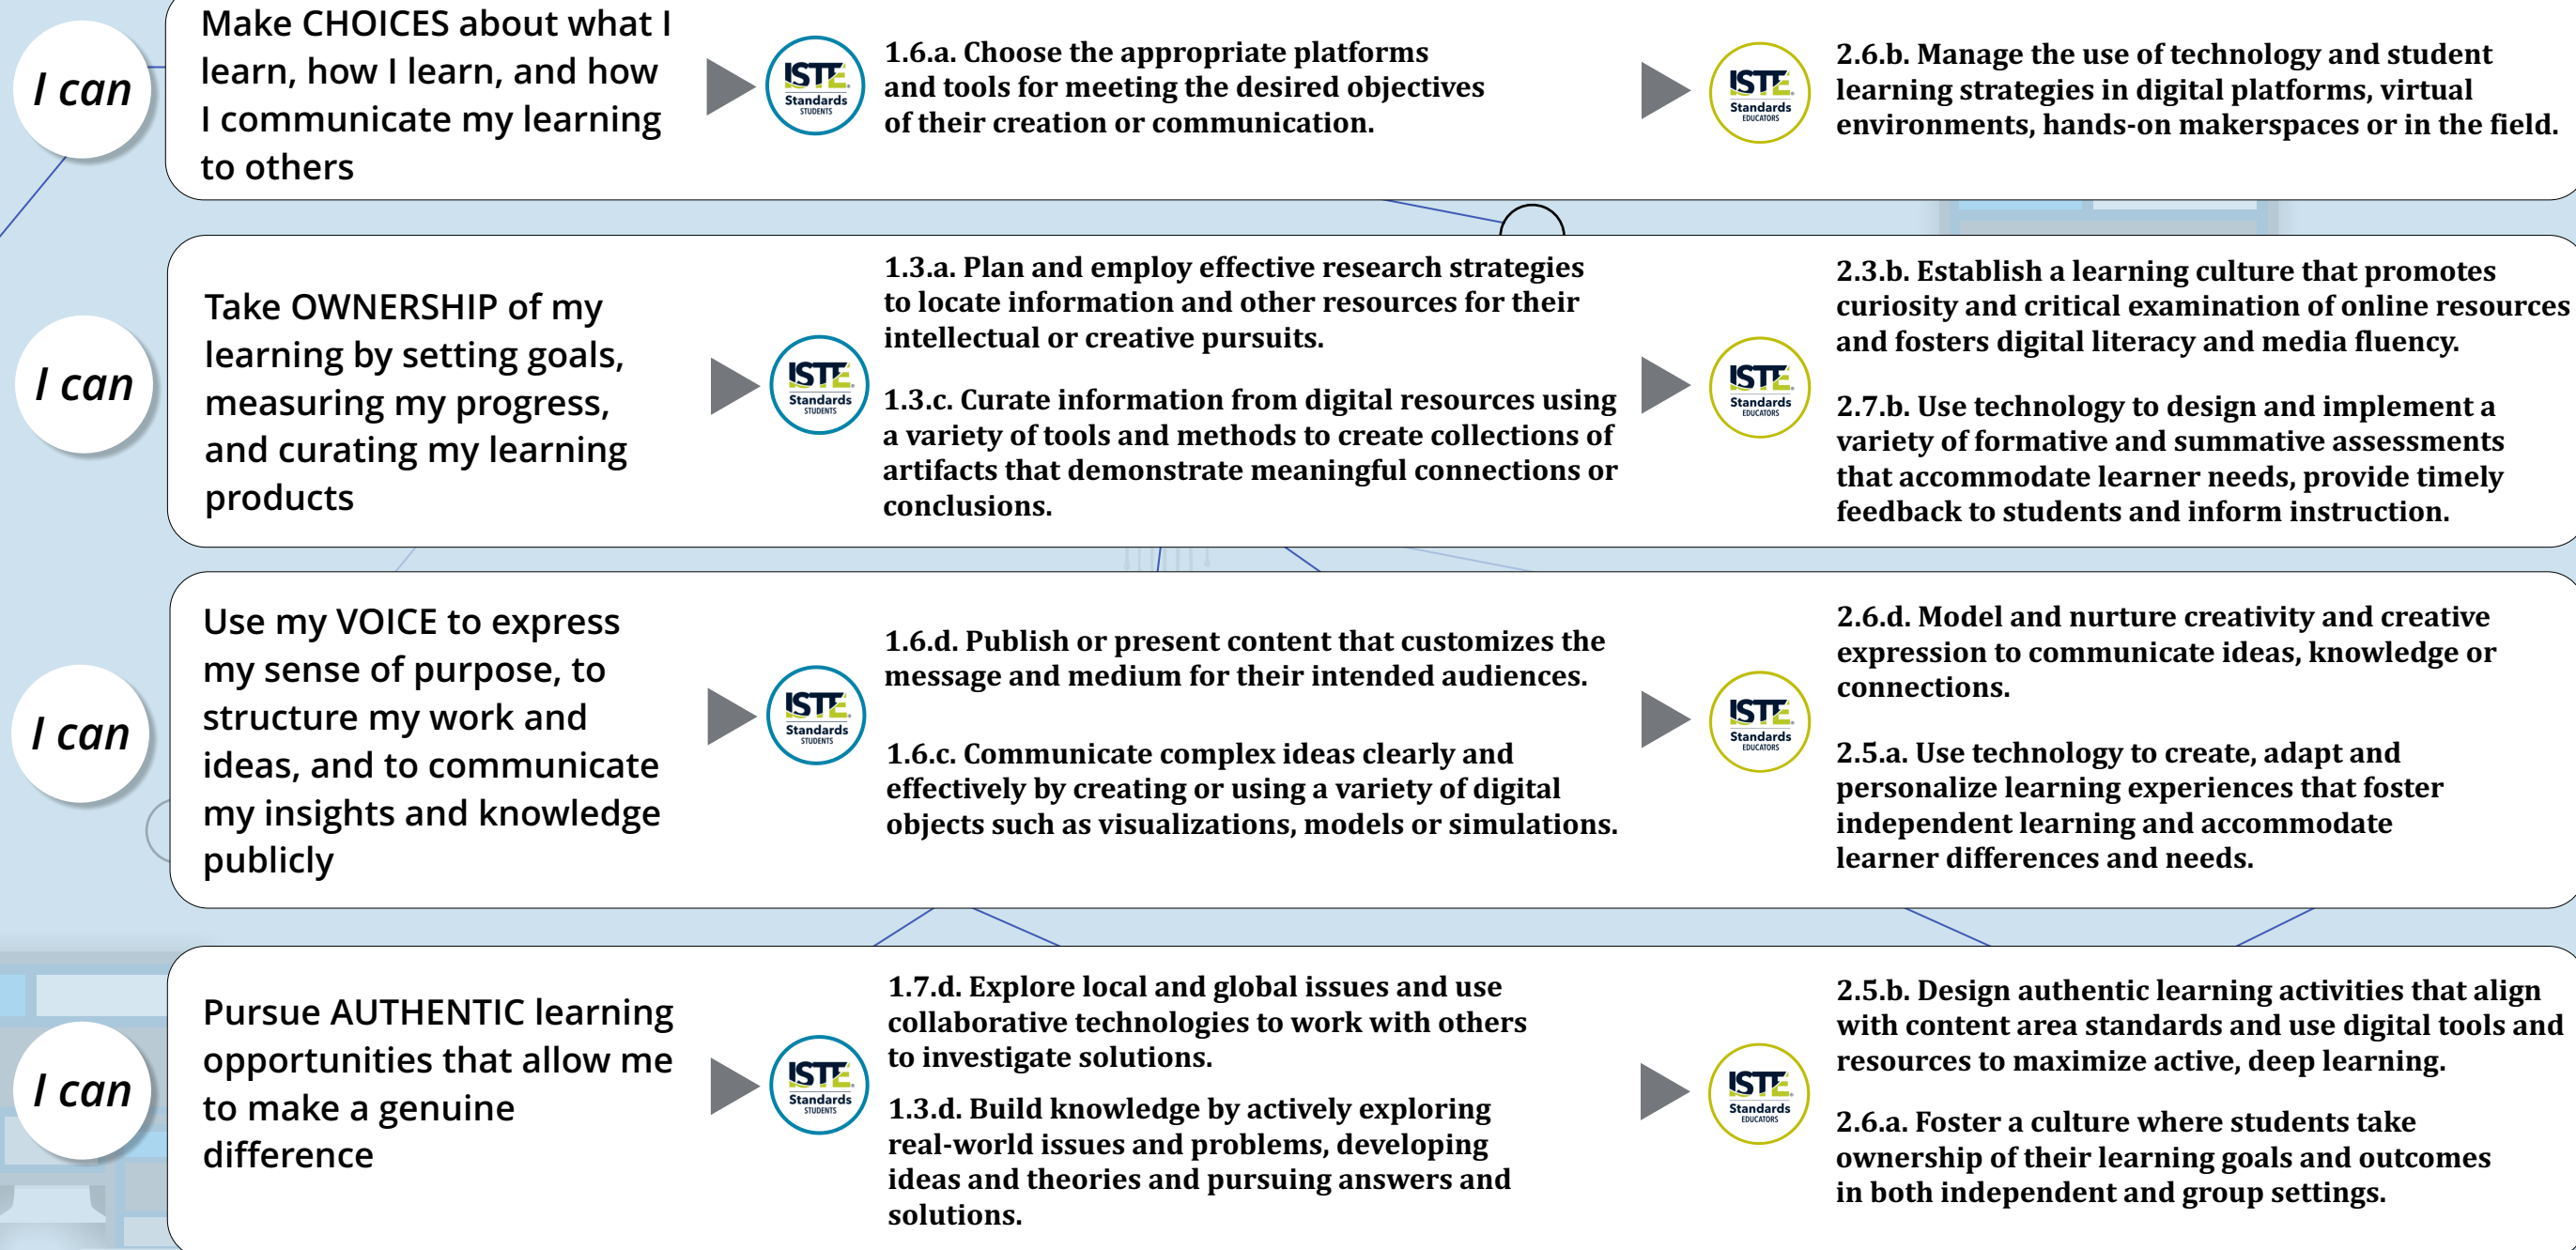 I can
Make CHOICES about what I
learn, how I learn, and how
I communicate my learning
to others
ISTE
Standards
STUDENTS
1.6.a. Choose the appropriate platforms
and tools for meeting the desired objectives
of their creation or communication.
ISTE
Standards
EDUCATORS
2.6.b. Manage the use of technology and student
learning strategies in digital platforms, virtual
environments, hands-on makerspaces or in the field.
I can
Take OWNERSHIP of my
learning by setting goals,
measuring my progress,
and curating my learning
products
ISTE
Standards
STUDENTS
1.3.a. Plan and employ effective research strategies
to locate information and other resources for their
intellectual or creative pursuits.
1.3.c. Curate information from digital resources using
a variety of tools and methods to create collections of
artifacts that demonstrate meaningful connections or
conclusions.
ISTE
Standards
EDUCATORS
2.3.b. Establish a learning culture that promotes
curiosity and critical examination of online resources
and fosters digital literacy and media fluency.
2.7.b. Use technology to design and implement a
variety of formative and summative assessments
that accommodate learner needs, provide timely
feedback to students and inform instruction.
I can
Use my VOICE to express
my sense of purpose, to
structure my work and
ideas, and to communicate
my insights and knowledge
publicly
ISTE
Standards
STUDENTS
1.6.d. Publish or present content that customizes the
message and medium for their intended audiences.
1.6.c. Communicate complex ideas clearly and
effectively by creating or using a variety of digital
objects such as visualizations, models or simulations.
ISTE
Standards
EDUCATORS
2.6.d. Model and nurture creativity and creative
expression to communicate ideas, knowledge or
connections.
2.5.a. Use technology to create, adapt and
personalize learning experiences that foster
independent learning and accommodate
learner differences and needs.
I can
Pursue AUTHENTIC learning
opportunities that allow me
to make a genuine
difference
ISTE
Standards
STUDENTS
1.7.d. Explore local and global issues and use
collaborative technologies to work with others
to investigate solutions.
1.3.d. Build knowledge by actively exploring
real-world issues and problems, developing
ideas and theories and pursuing answers and
solutions.
ISTE
Standards
EDUCATORS
2.5.b. Design authentic learning activities that align
with content area standards and use digital tools and
resources to maximize active, deep learning.
2.6.a. Foster a culture where students take
ownership of their learning goals and outcomes
in both independent and group settings.